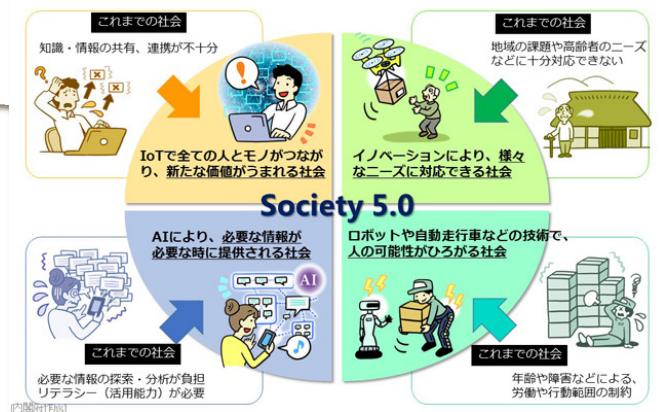 これまでの社会
知識・情報の共有、連携が不十分
IoTで全ての人とモノがつなが
り、新たな価値がうまれる社会
これまでの社会
地域の課題や高齢者のニーズ
などに十分対応できない
イノベーションにより、様々
なニーズに対応できる社会
Society 5.0
AIにより、必要な情報が
必要な時に提供される社会
AI
これまでの社会
必要な情報の探索・分析が負担
リテラシー（活用能力）が必要
ロボットや自動走行車などの技術で、
人の可能性がひろがる社会
これまでの社会
年齢や障害などによる、
労働や行動範囲の制約
[内閣府作成]